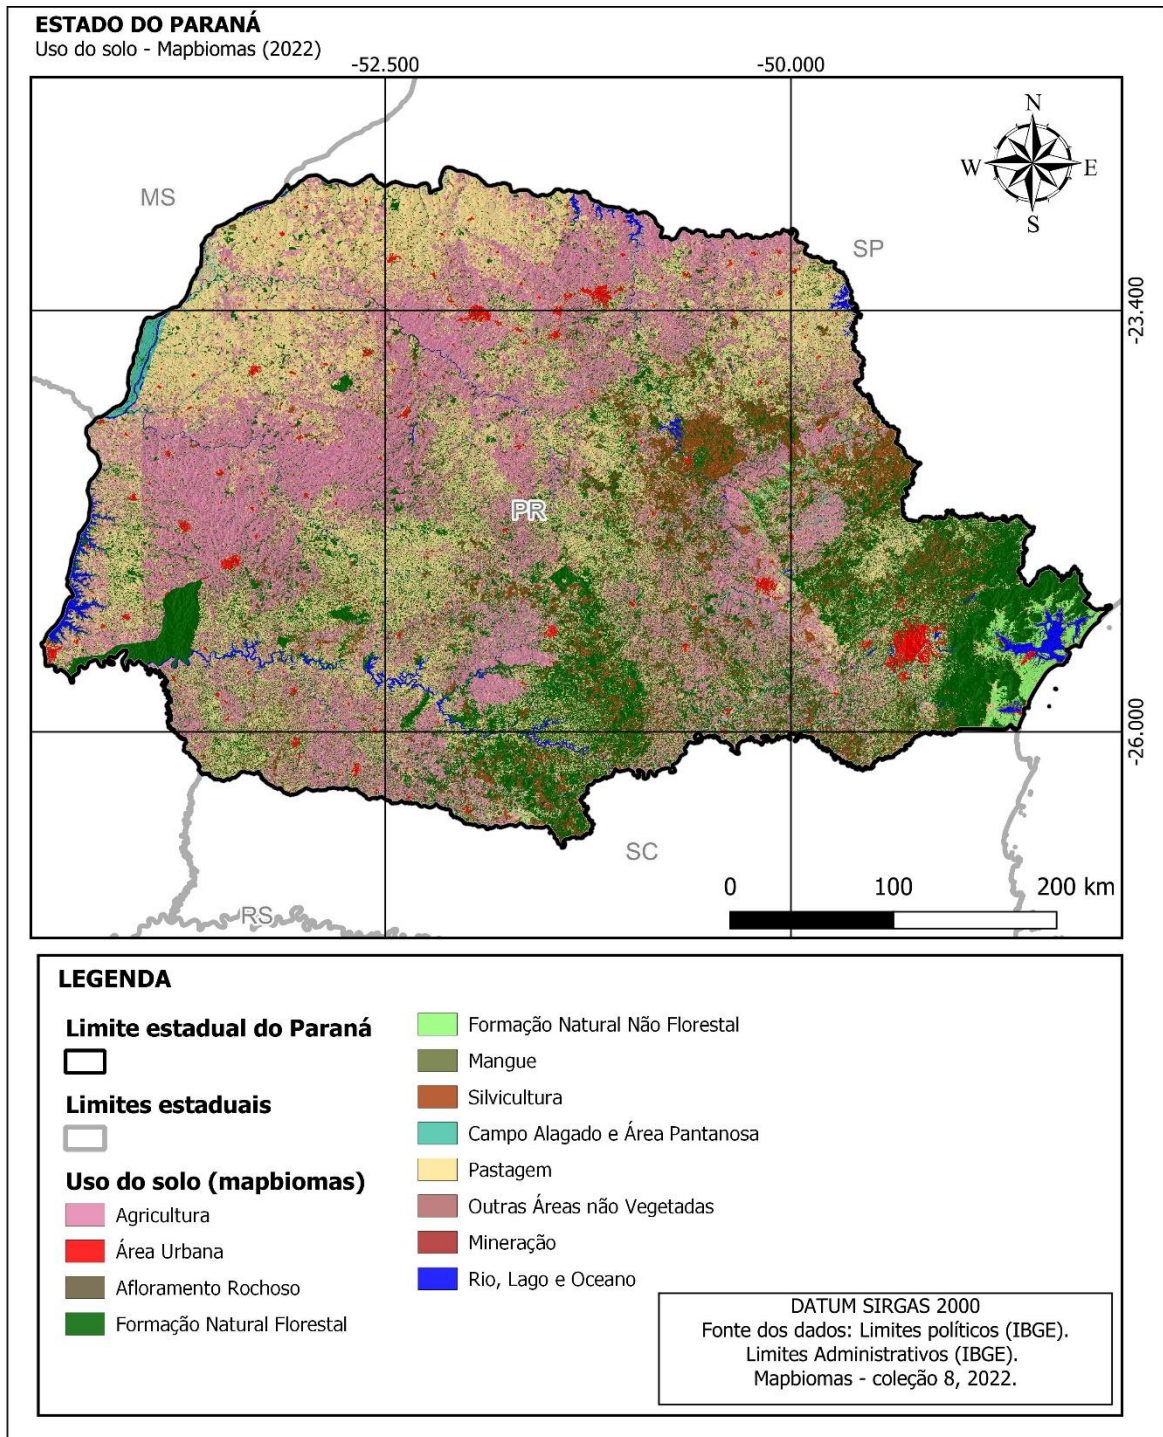 ESTADO DO PARANÁ
Uso do solo - Mapbiomas (2022)
-52.500
-50.000
N
W
E
S
MS
SP
-23.400
PR
-26.000
SC
RS
0
100
200 km
LEGENDA
Limite estadual do Paraná
Limites estaduais
Uso do solo (mapbiomas)
Agricultura
Área Urbana
Afloramento Rochoso
Formação Natural Florestal
Formação Natural Não Florestal
Mangue
Silvicultura
Campo Alagado e Área Pantanosa
Pastagem
Outras Áreas não Vegetadas
Mineração
Rio, Lago e Oceano
DATUM SIRGAS 2000
Fonte dos dados: Limites políticos (IBGE).
Limites Administrativos (IBGE).
Mapbiomas - coleção 8, 2022.